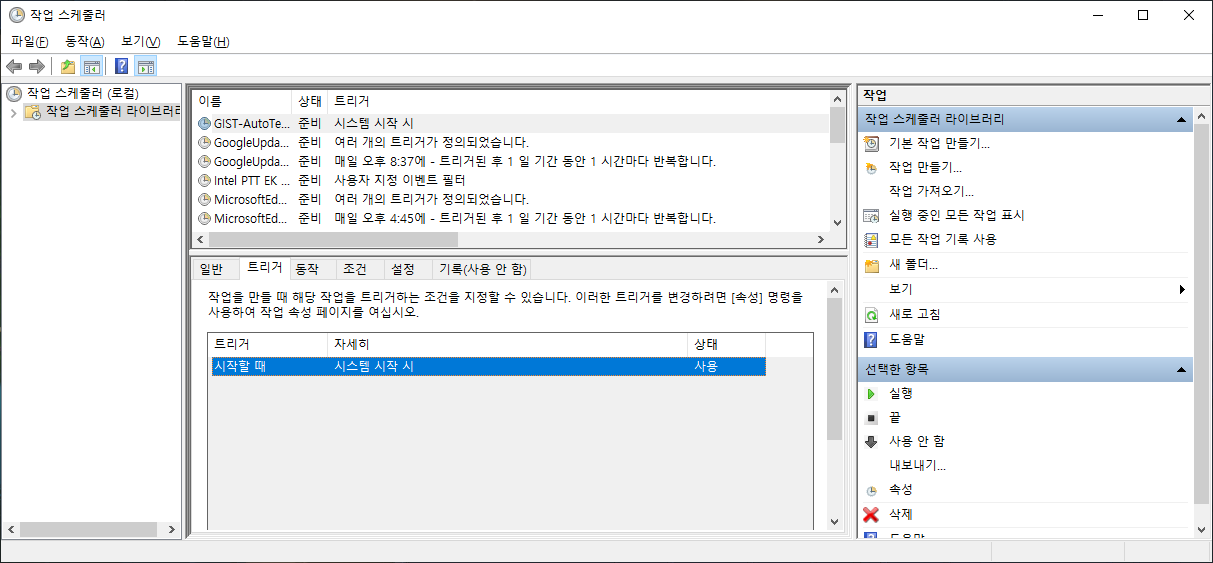 작업 스케줄러
파일(F) 동작(A) 보기(V) 도움말(H)
작업 스케줄러 (로컬)
작업 스케줄러 라이브러리
이름 상태 트리거
GIST-AutoTe... 준비 시스템 시작 시
GoogleUpda... 준비 여러 개의 트리거가 정의되었습니다.
GoogleUpda... 준비 매일 오후 8:37에 - 트리거된 후 1 일 기간 동안 1 시간마다 반복합니다.
Intel PTT EK ... 준비 사용자 지정 이벤트 필터
MicrosoftEd... 준비 여러 개의 트리거가 정의되었습니다.
MicrosoftEd... 준비 매일 오후 4:45에 - 트리거된 후 1 일 기간 동안 1 시간마다 반복합니다.
일반 트리거 동작 조건 설정 기록(사용 안 함)
작업을 만들 때 해당 작업을 트리거하는 조건을 지정할 수 있습니다. 이러한 트리거를 변경하려면 [속성] 명령을
사용하여 작업 속성 페이지를 여십시오.
트리거 자세히 상태
시작할 때 시스템 시작 시 사용
작업
작업 스케줄러 라이브러리
기본 작업 만들기...
작업 만들기...
작업 가져오기...
실행 중인 모든 작업 표시
모든 작업 기록 사용
새 폴더...
보기
새로 고침
도움말
선택한 항목
실행
끝
사용 안 함
내보내기...
속성
삭제
도움말